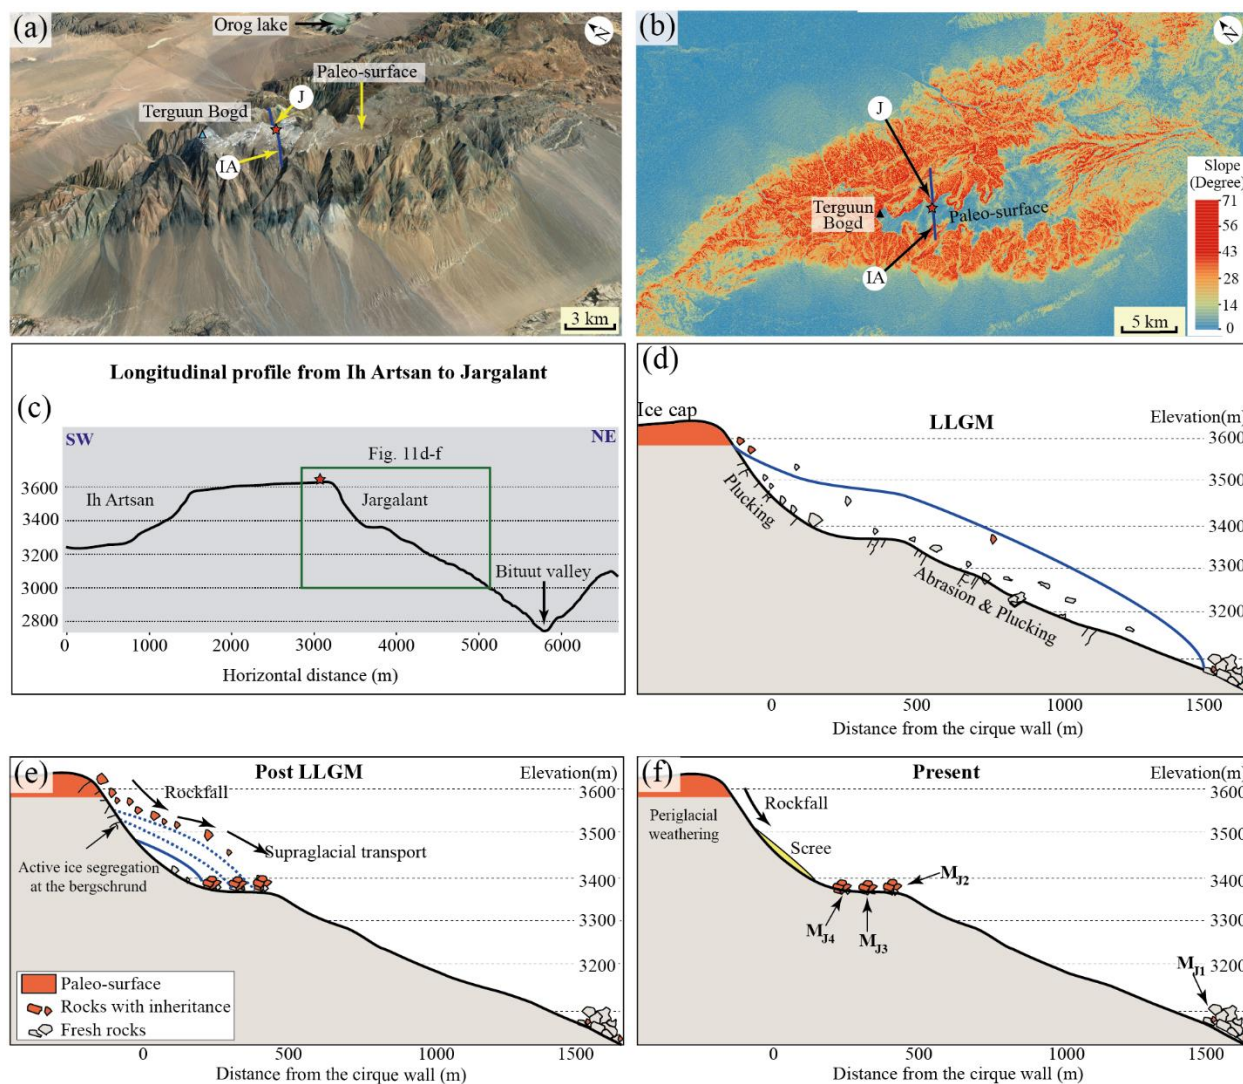 (a)
Orog lake
N
Paleo-surface
J
Terguun Bogd
IA
3 km
(b)
N
J
Terguun
Bogd
Paleo-surface
IA
Slope
(Degree)
71
56
43
28
14
0
5 km
Longitudinal profile from Ih Artsan to Jargalant
(c)
SW
NE
Fig. 11d-f
3600
Ih Artsan
Jargalant
3400
3200
Bituut valley
3000
2800
0 1000 2000 3000 4000 5000 6000
Horizontal distance (m)
(d)
Ice cap
LLGM
Elevation(m)
3600
3500
Plucking
3400
3300
Abrasion & Plucking
3200
0 500 1000 1500
Distance from the cirque wall (m)
(e)
Post LLGM
Elevation(m)
3600
Rockfall
3500
Supraglacial transport
Active ice segregation
at the bergschrund
3400
3300
3200
Paleo-surface
Rocks with inheritance
Fresh rocks
0 500 1000 1500
Distance from the cirque wall (m)
(f)
Present
Elevation(m)
3600
Rockfall
Periglacial
weathering
3500
Scree
3400
MJ2
MJ4
MJ3
3300
3200
MJ1
0 500 1000 1500
Distance from the cirque wall (m)